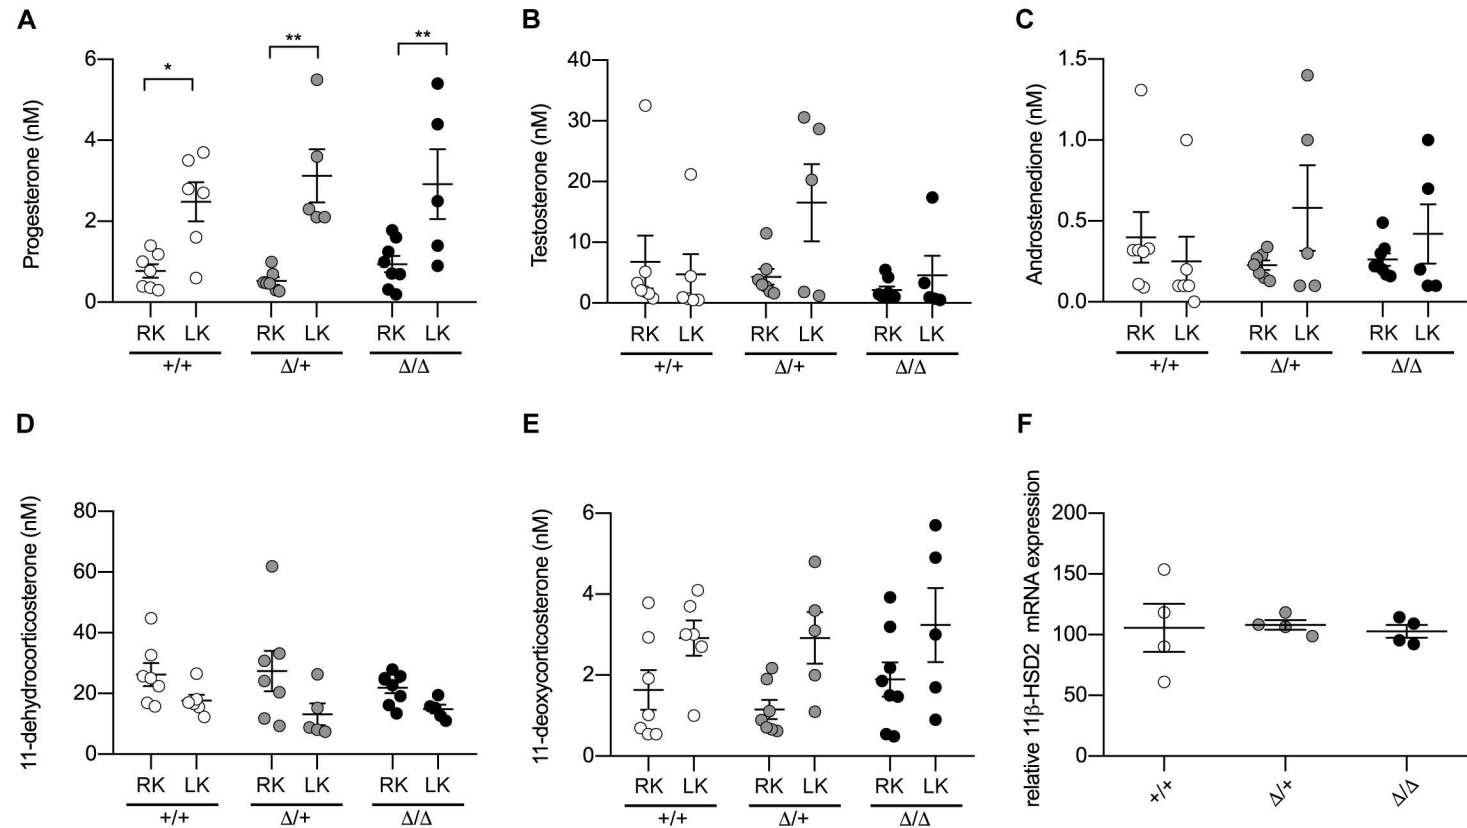 A
Progesterone (nM)
6
4
2
0
*
**
**
RK LK RK LK RK LK
+/+ Δ/+ Δ/Δ
B
Testosterone (nM)
40
30
20
10
0
RK LK RK LK RK LK
+/+ Δ/+ Δ/Δ
C
Androstenedione (nM)
1.5
1.0
0.5
0.0
RK LK RK LK RK LK
+/+ Δ/+ Δ/Δ
D
11-dehydrocorticosterone (nM)
80
60
40
20
0
RK LK RK LK RK LK
+/+ Δ/+ Δ/Δ
E
11-deoxycorticosterone (nM)
6
4
2
0
RK LK RK LK RK LK
+/+ Δ/+ Δ/Δ
F
relative 11β-HSD2 mRNA expression
200
150
100
50
0
+/+ Δ/+ Δ/Δ